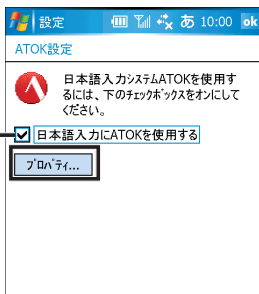 設定 あ 10:00 ok
ATOK設定
日本語入力システムATOKを使用す
るには、下のチェックボックスをオンにして
ください。
日本語入力にATOKを使用する
プロパティ...